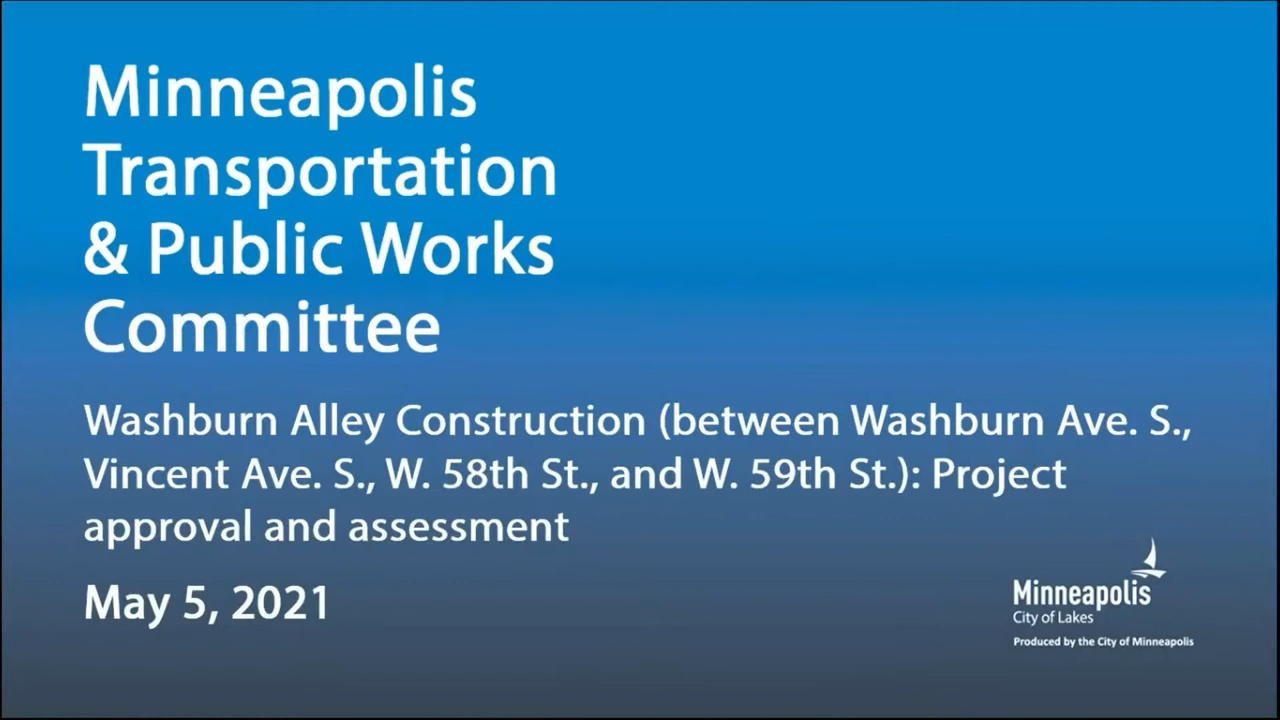 Minneapolis
Transportation
& Public Works
Committee
Washburn Alley Construction (between Washburn Ave. S.,
Vincent Ave. S., W. 58th St., and W. 59th St.): Project
approval and assessment
May 5, 2021
Minneapolis
City of Lakes
Produced by the City of Minneapolis